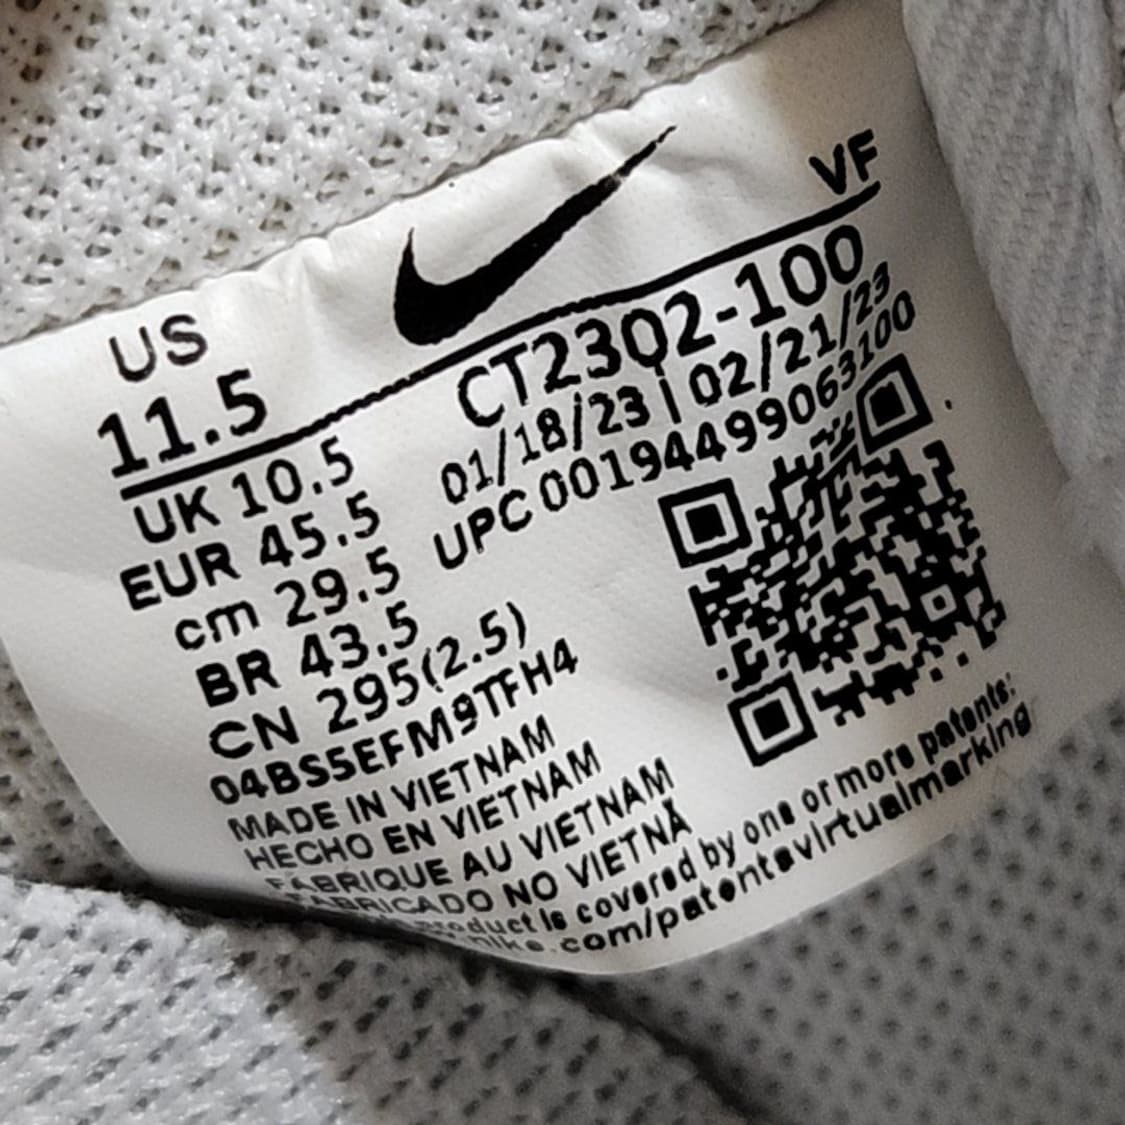 VF
US
11.5
UK 10.5
EUR 45.5
cm 29.5
BR 43.5
CN 295(2.5)
04BS5EFM9TFH4
CT2302-100
01/18/23 | 02/21/23
UPC 00194499063100
MADE IN VIETNAM
HECHO EN VIETNAM
FABRIQUE AU VIETNAM
FABRICADO NO VIETNÃ
product is covered by one or more patents:
nike.com/patentavirtualmarking